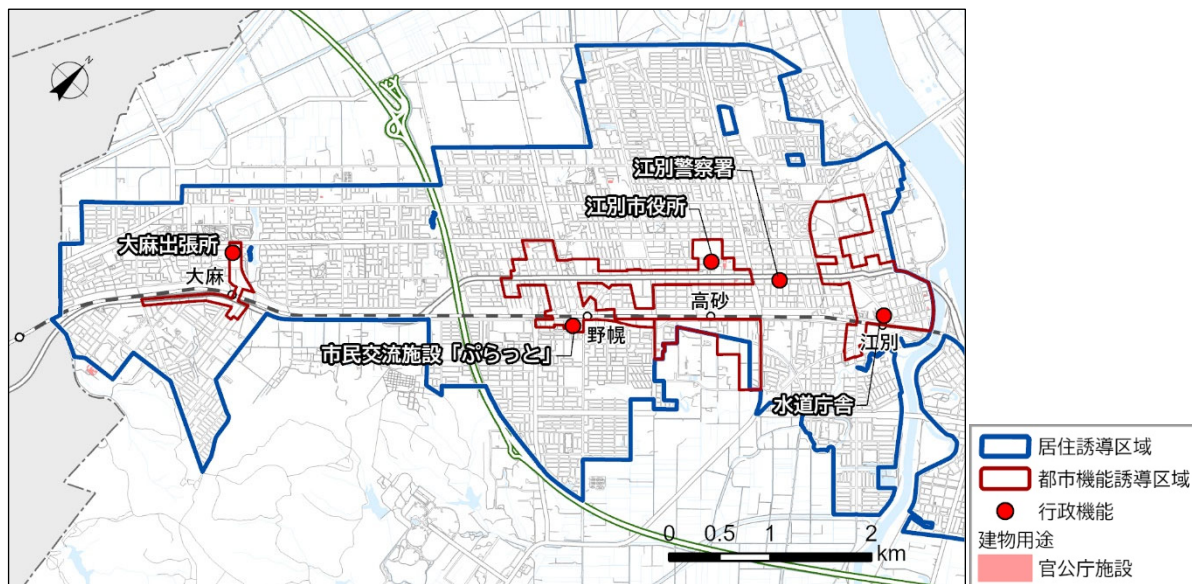 江別警察署
江別市役所
大麻出張所
大麻
高砂
野幌
江別
市民交流施設「ぷらっと」
水道庁舎
0 0.5 1 2
km
居住誘導区域
都市機能誘導区域
行政機能
建物用途
官公庁施設